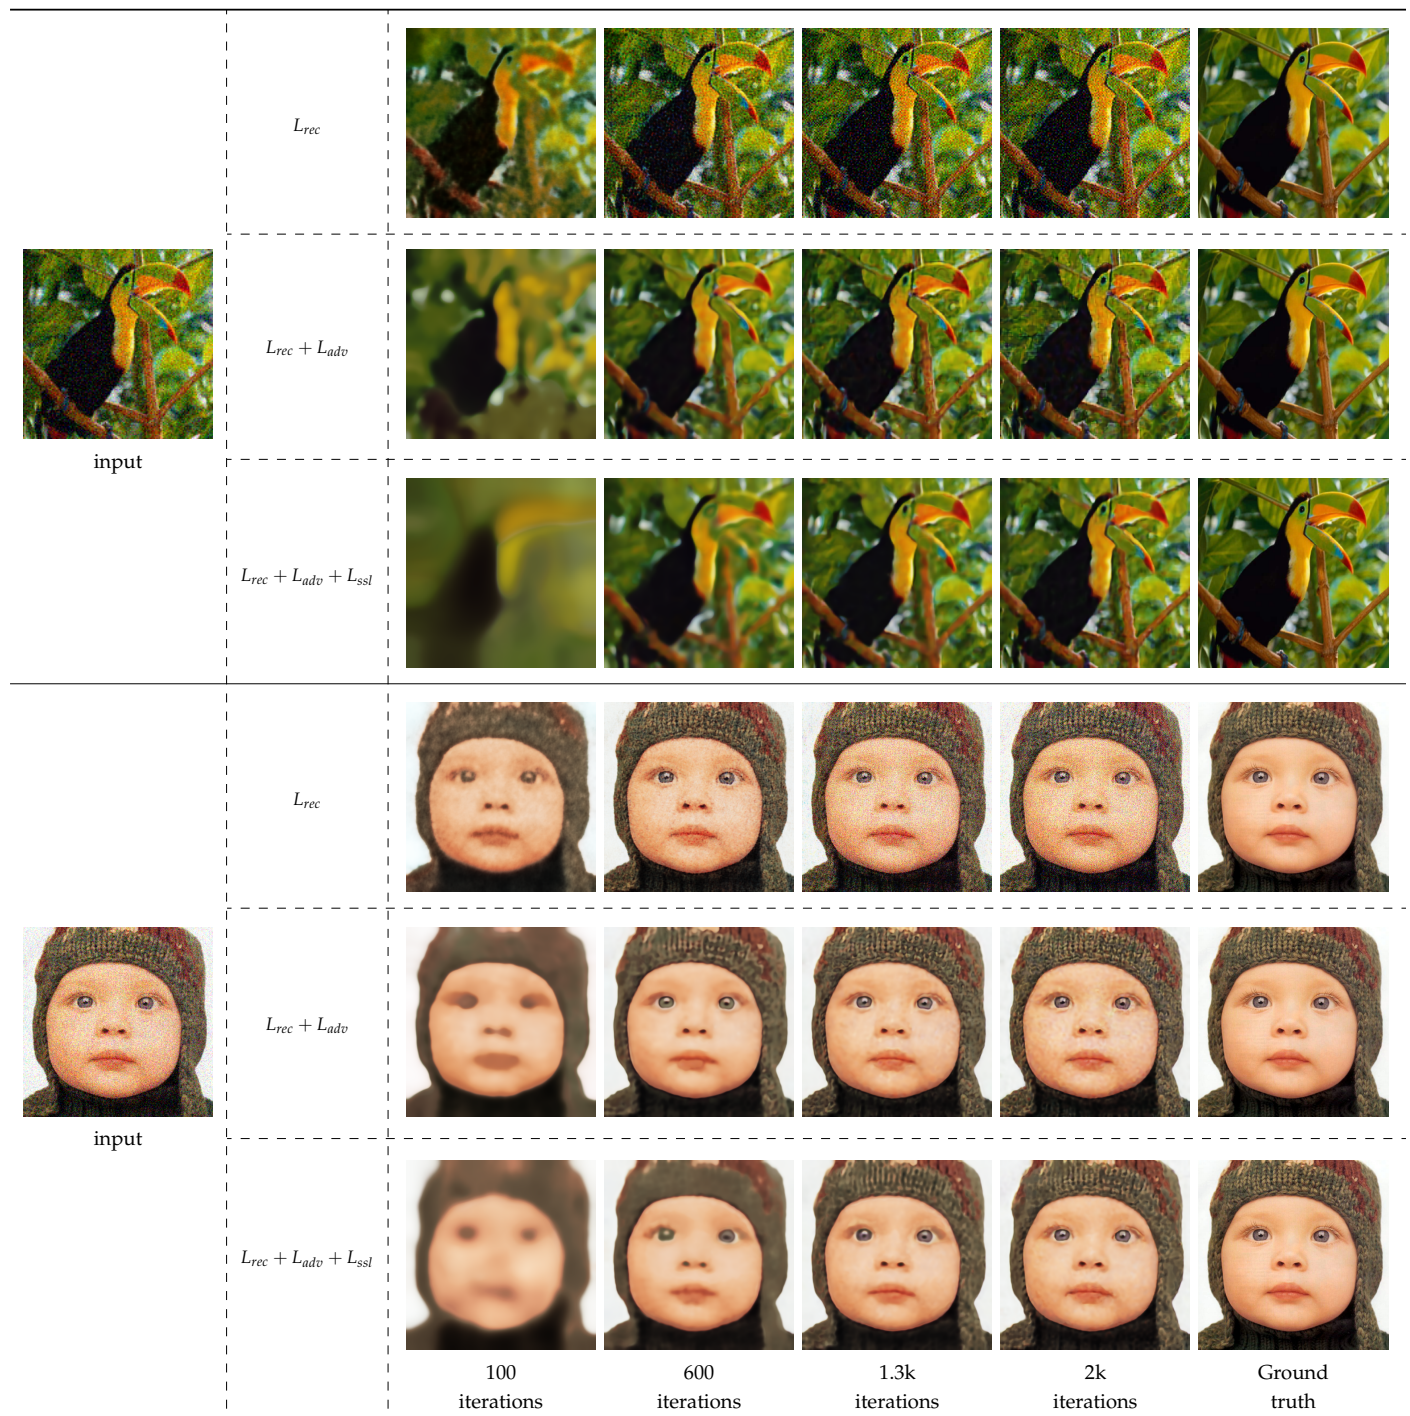 L_rec
L_rec + L_adv
input
L_rec + L_adv + L_ssl
L_rec
L_rec + L_adv
input
L_rec + L_adv + L_ssl
100 600 1.3k 2k Ground
iterations iterations iterations iterations truth